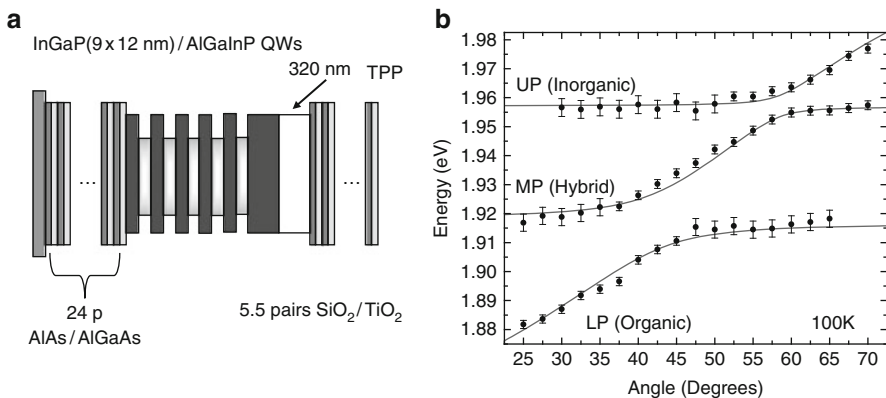 a
InGaP(9 x 12 nm)/AlGaInP QWs
320 nm
TPP
...
...
24 p
AlAs/AlGaAs
5.5 pairs SiO₂/TiO₂
b
1.98
1.97
1.96
1.95
1.94
1.93
1.92
1.91
1.90
1.89
1.88
Energy (eV)
UP (Inorganic)
MP (Hybrid)
LP (Organic)
100K
25 30 35 40 45 50 55 60 65 70
Angle (Degrees)